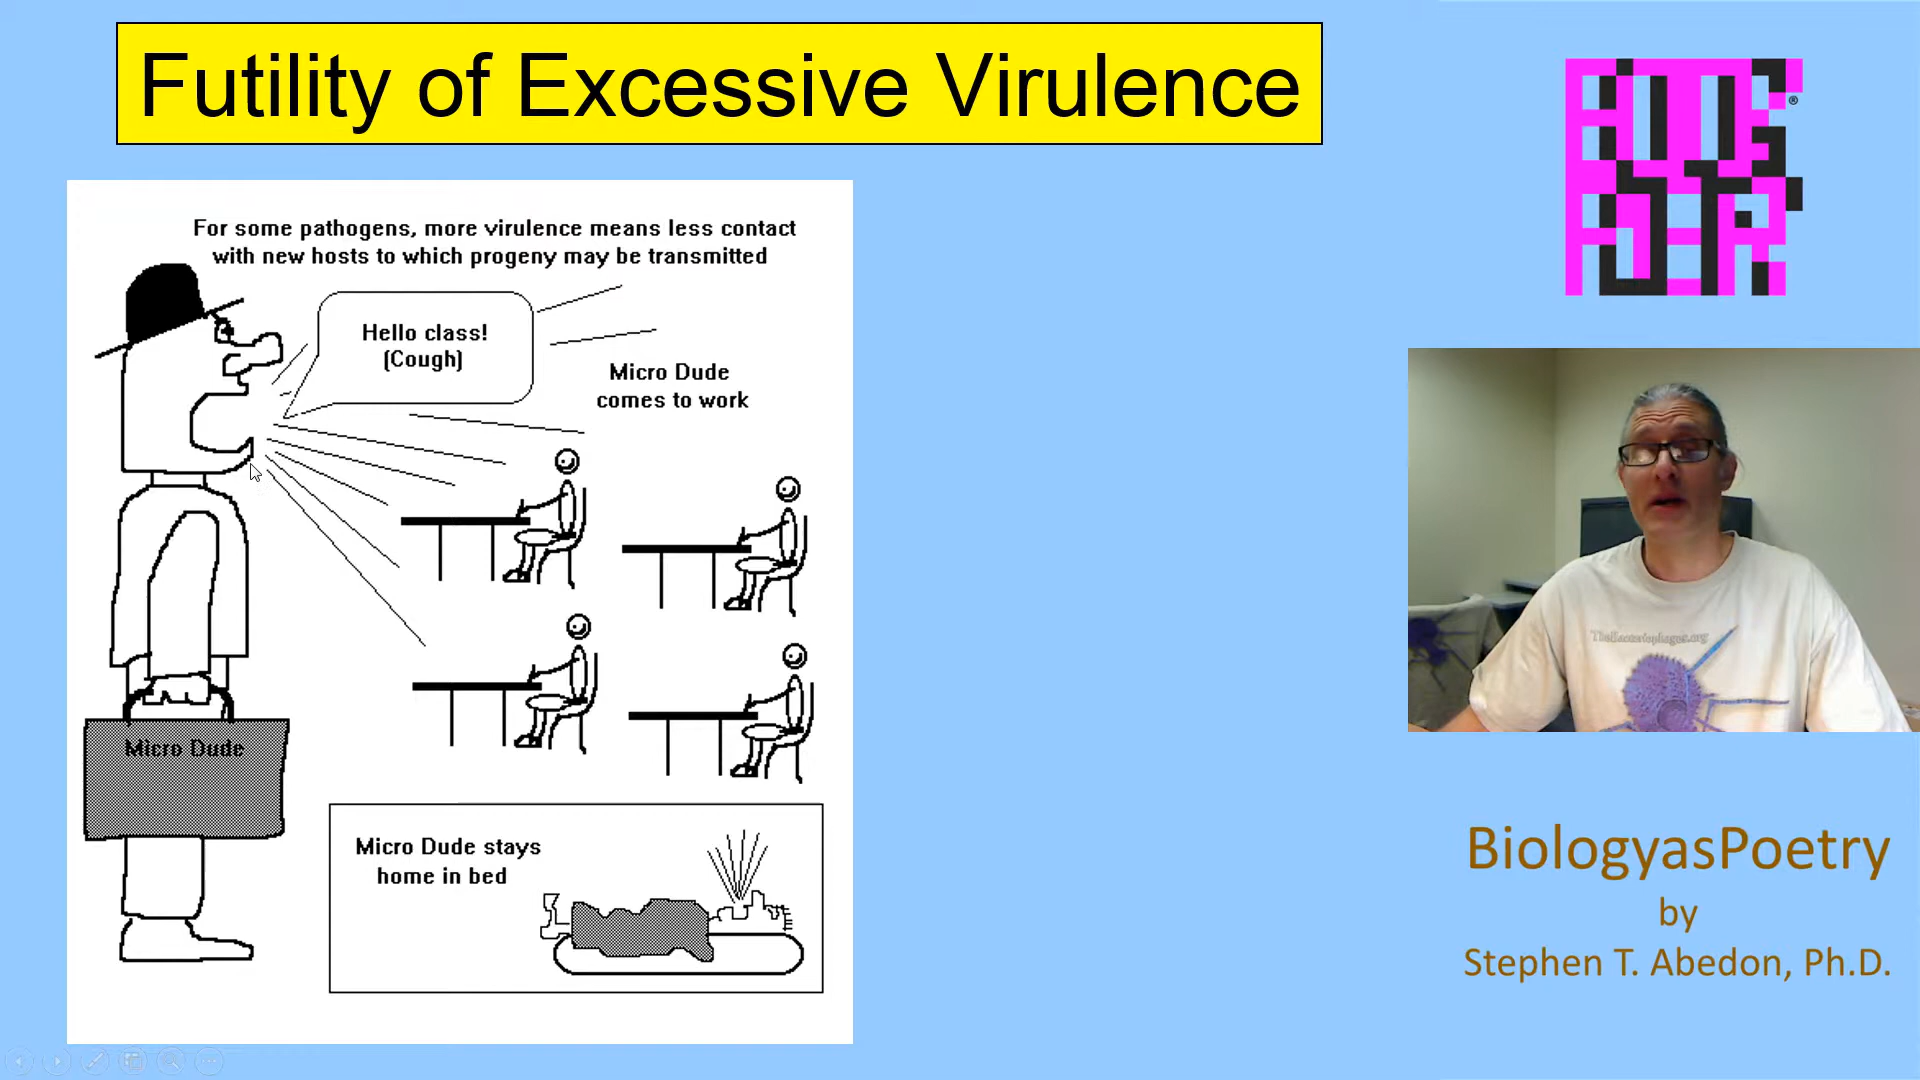 Futility of Excessive Virulence
For some pathogens, more virulence means less contact
with new hosts to which progeny may be transmitted
Hello class!
(Cough)
Micro Dude
comes to work
Micro Dude
Micro Dude stays
home in bed
®
TheBacteriophages.org
BiologyasPoetry
by
Stephen T. Abedon, Ph.D.